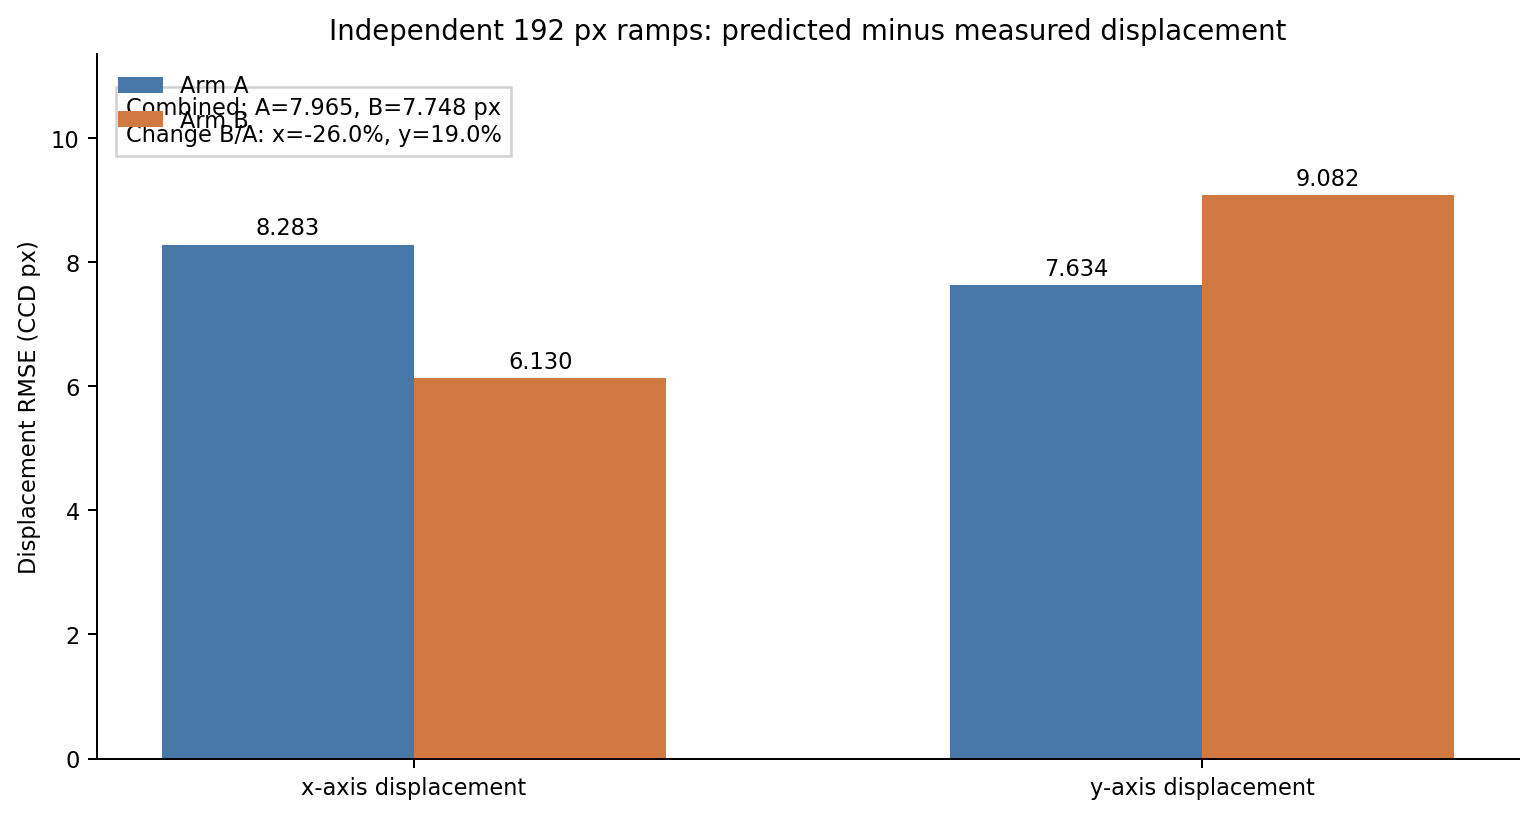 Independent 192 px ramps: predicted minus measured displacement
Arm A
Combined: A=7.965, B=7.748 px
Arm B
Change B/A: x=-26.0%, y=19.0%
Displacement RMSE (CCD px)
10
8
6
4
2
0
8.283
6.130
7.634
9.082
x-axis displacement
y-axis displacement